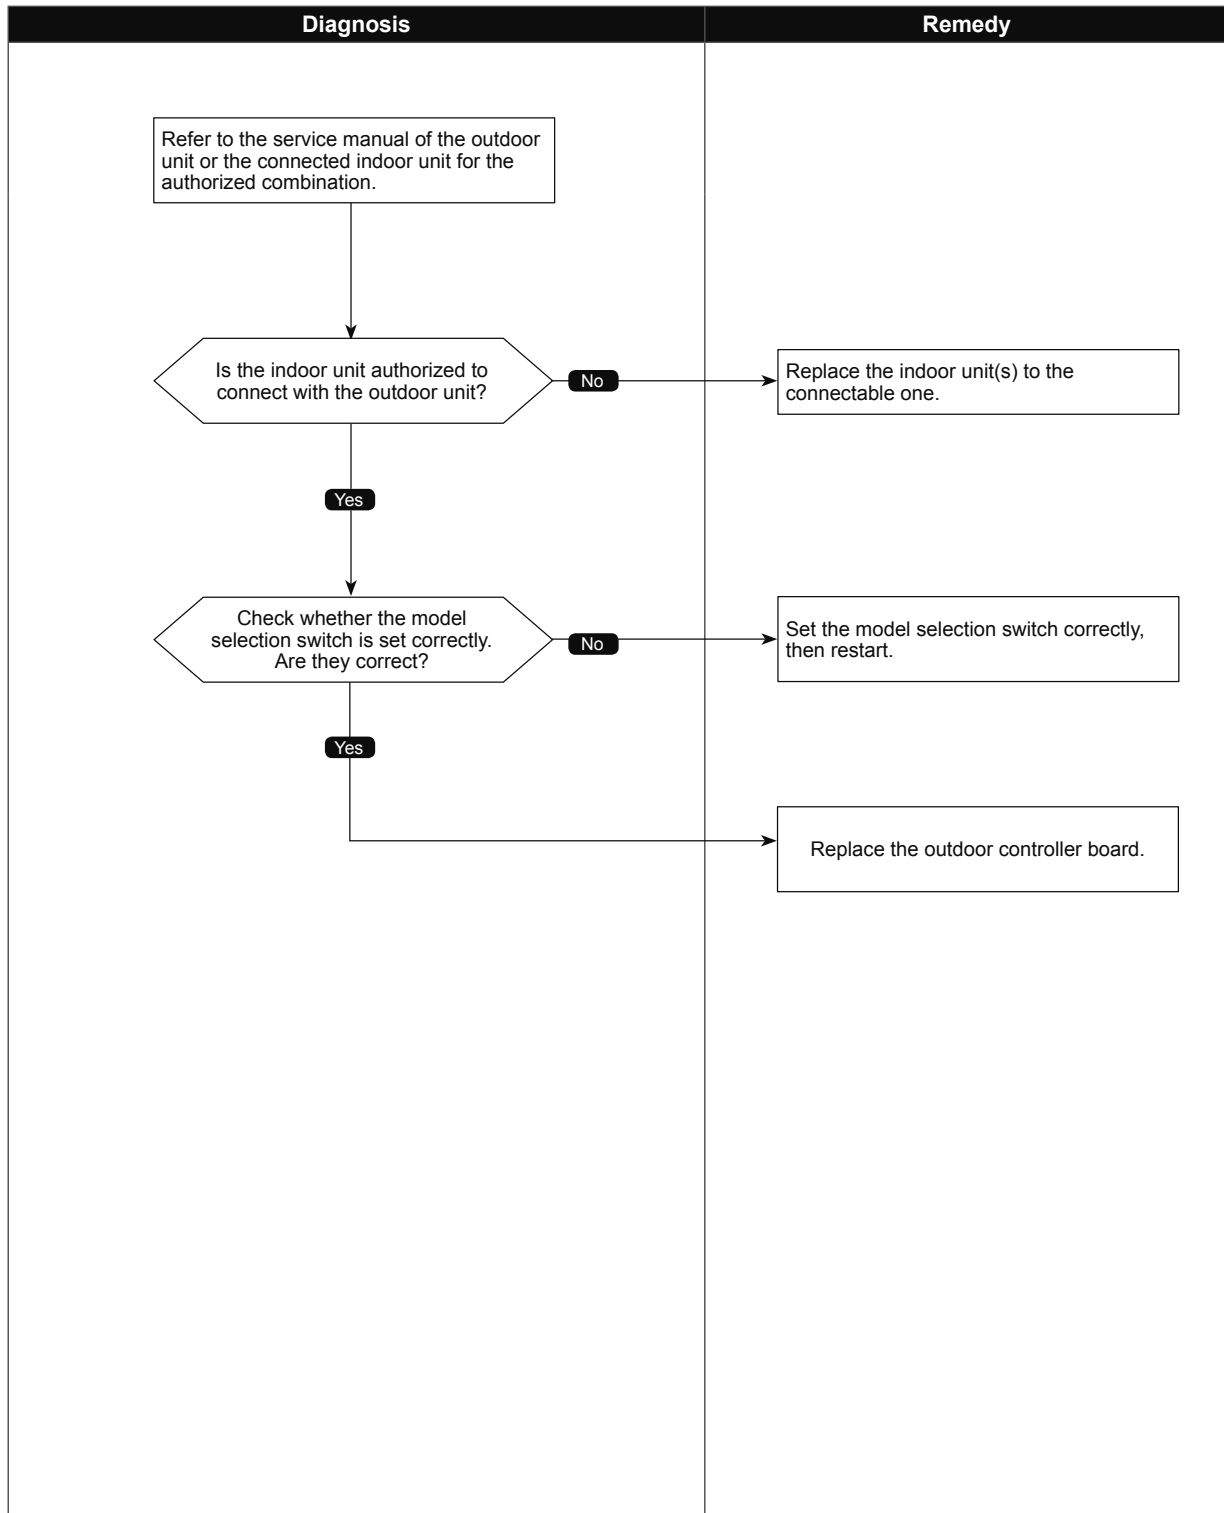 Diagnosis
Remedy
Refer to the service manual of the outdoor
unit or the connected indoor unit for the
authorized combination.
Is the indoor unit authorized to
connect with the outdoor unit?
No
Replace the indoor unit(s) to the
connectable one.
Yes
Check whether the model
selection switch is set correctly.
Are they correct?
No
Set the model selection switch correctly,
then restart.
Yes
Replace the outdoor controller board.